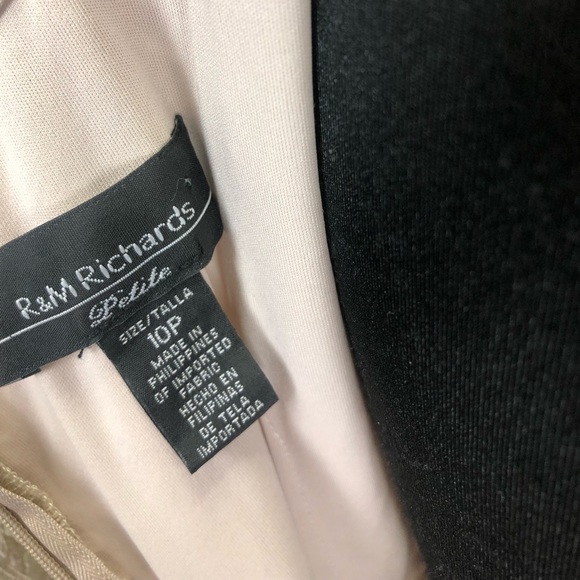 R&M Richards
Petite
SIZE/TALLA
10P
MADE IN
PHILIPPINES
OF IMPORTED
FABRIC
HECHO EN
FILIPINAS
DE TELA
IMPORTADA